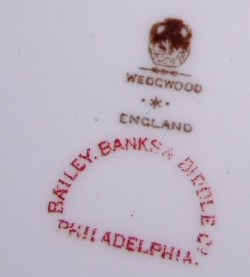 WEDGWOOD
ENGLAND
BAILEY, BANKS & BIDDLE Co
PHILADELPHIA.